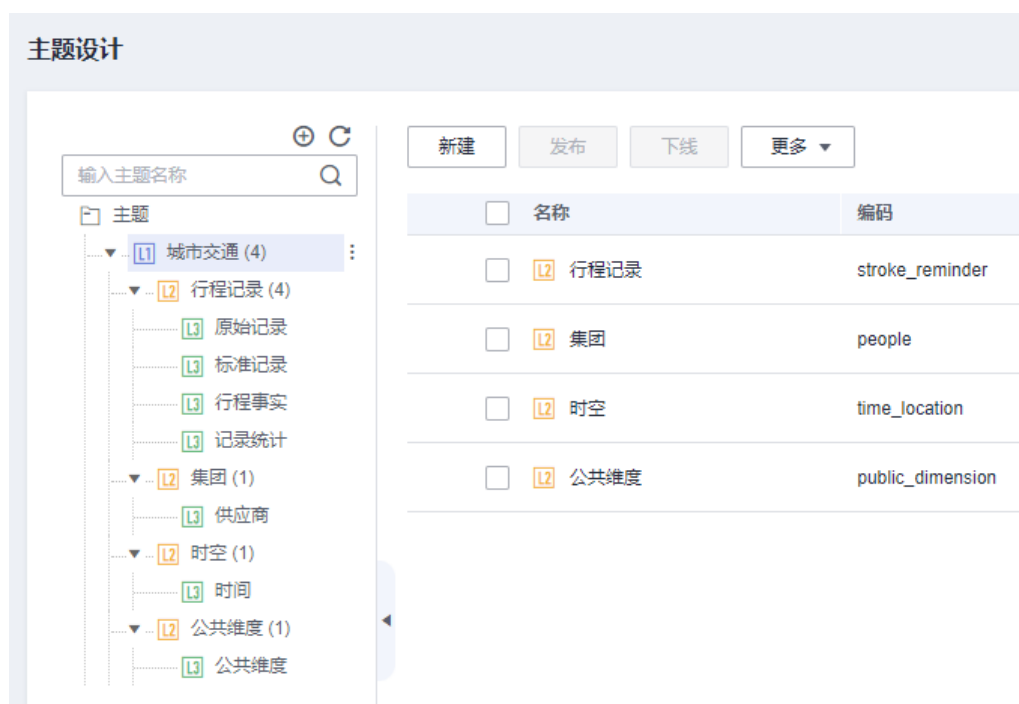 主题设计
新建 发布 下线 更多
输入主题名称
主题
名称 编码
L1 城市交通 (4)
L2 行程记录 stroke_reminder
L2 行程记录 (4)
L3 原始记录
L2 集团 people
L3 标准记录
L3 行程事实
L2 时空 time_location
L3 记录统计
L2 集团 (1)
L2 公共维度 public_dimension
L3 供应商
L2 时空 (1)
L3 时间
L2 公共维度 (1)
L3 公共维度